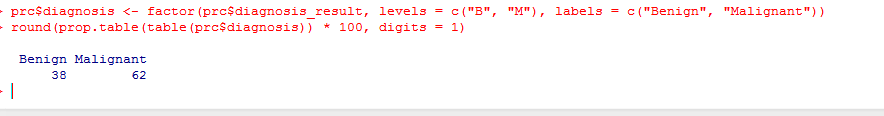 > prc$diagnosis <- factor(prc$diagnosis_result, levels = c("B", "M"), labels = c("Benign", "Malignant"))
> round(prop.table(table(prc$diagnosis)) * 100, digits = 1)
Benign Malignant
38 62
>